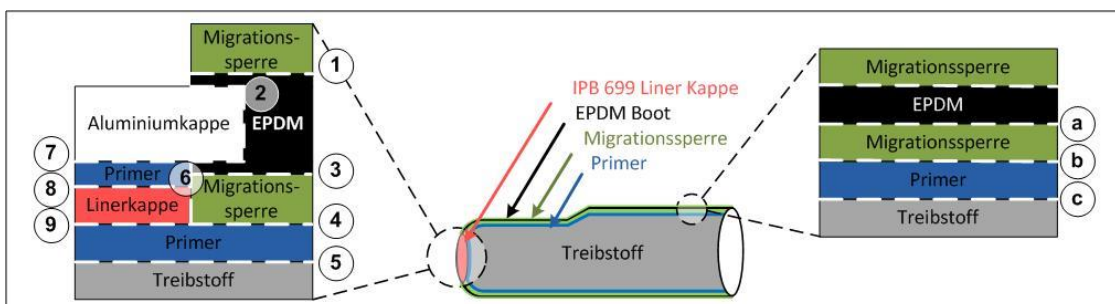 Migrations-
sperre
1
2
Aluminiumkappe
EPDM
7
3
Primer
6
Migrations-
sperre
8
Linerkappe
9
4
Primer
5
Treibstoff
IPB 699 Liner Kappe
EPDM Boot
Migrationssperre
Primer
Treibstoff
Migrationssperre
EPDM
a
Migrationssperre
b
Primer
c
Treibstoff